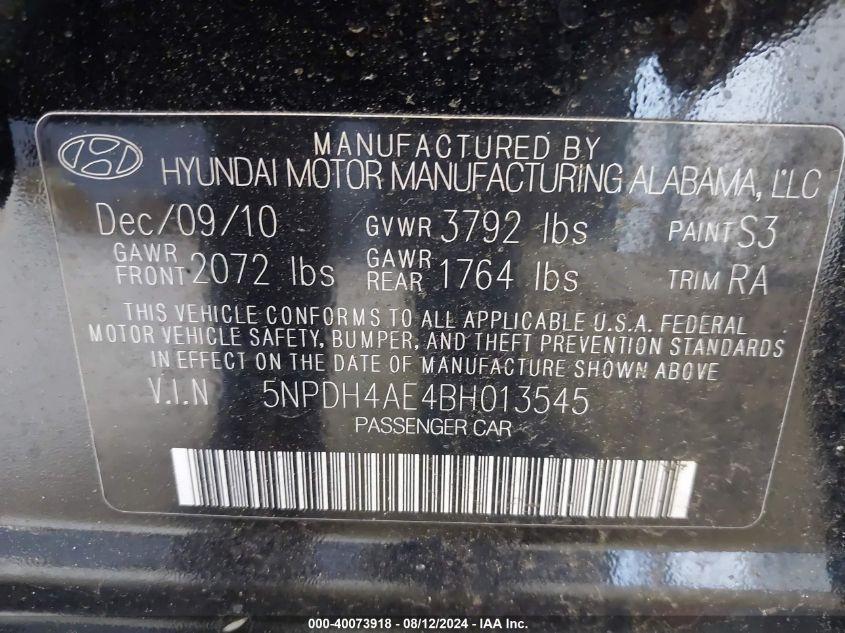 MANUFACTURED BY
HYUNDAI MOTOR MANUFACTURING ALABAMA, LLC
Dec/09/10 GVWR 3792 lbs PAINT S3
GAWR FRONT 2072 lbs GAWR REAR 1764 lbs TRIM RA
THIS VEHICLE CONFORMS TO ALL APPLICABLE U.S.A. FEDERAL
MOTOR VEHICLE SAFETY, BUMPER, AND THEFT PREVENTION STANDARDS
IN EFFECT ON THE DATE OF MANUFACTURE SHOWN ABOVE
V.I.N 5NPDH4AE4BH013545
PASSENGER CAR
000-40073918 - 08/12/2024 - IAA Inc.